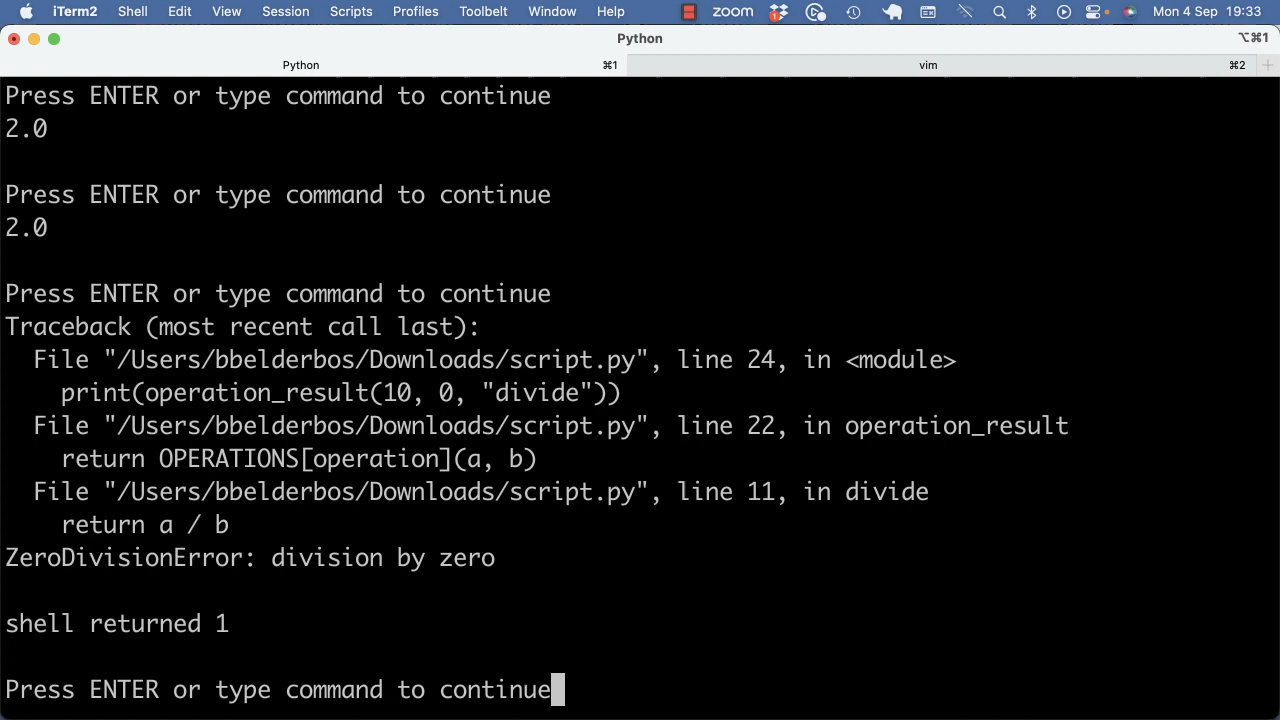 iTerm2 Shell Edit View Session Scripts Profiles Toolbelt Window Help zoom 1 Mon 4 Sep 19:33
Python ⌥⌘1
Python ⌘1 vim ⌘2
Press ENTER or type command to continue
2.0
Press ENTER or type command to continue
2.0
Press ENTER or type command to continue
Traceback (most recent call last):
  File "/Users/bbelderbos/Downloads/script.py", line 24, in <module>
    print(operation_result(10, 0, "divide"))
  File "/Users/bbelderbos/Downloads/script.py", line 22, in operation_result
    return OPERATIONS[operation](a, b)
  File "/Users/bbelderbos/Downloads/script.py", line 11, in divide
    return a / b
ZeroDivisionError: division by zero
shell returned 1
Press ENTER or type command to continue